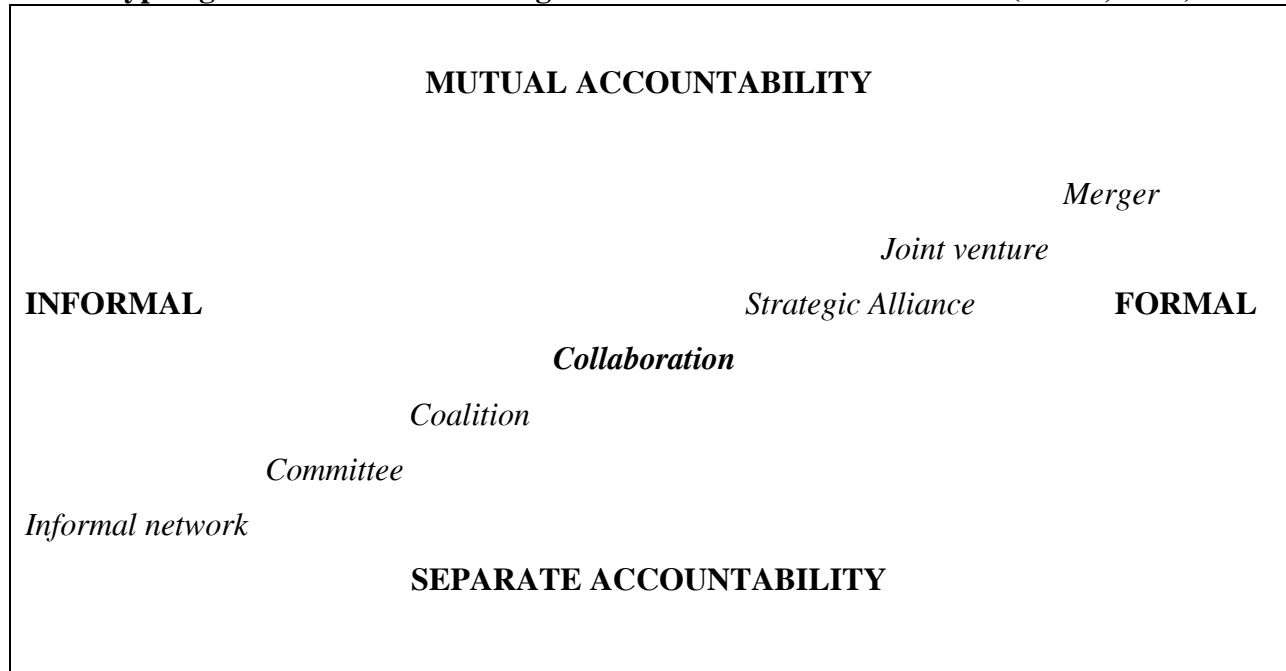 MUTUAL ACCOUNTABILITY
Merger
Joint venture
INFORMAL Strategic Alliance FORMAL
Collaboration
Coalition
Committee
Informal network
SEPARATE ACCOUNTABILITY